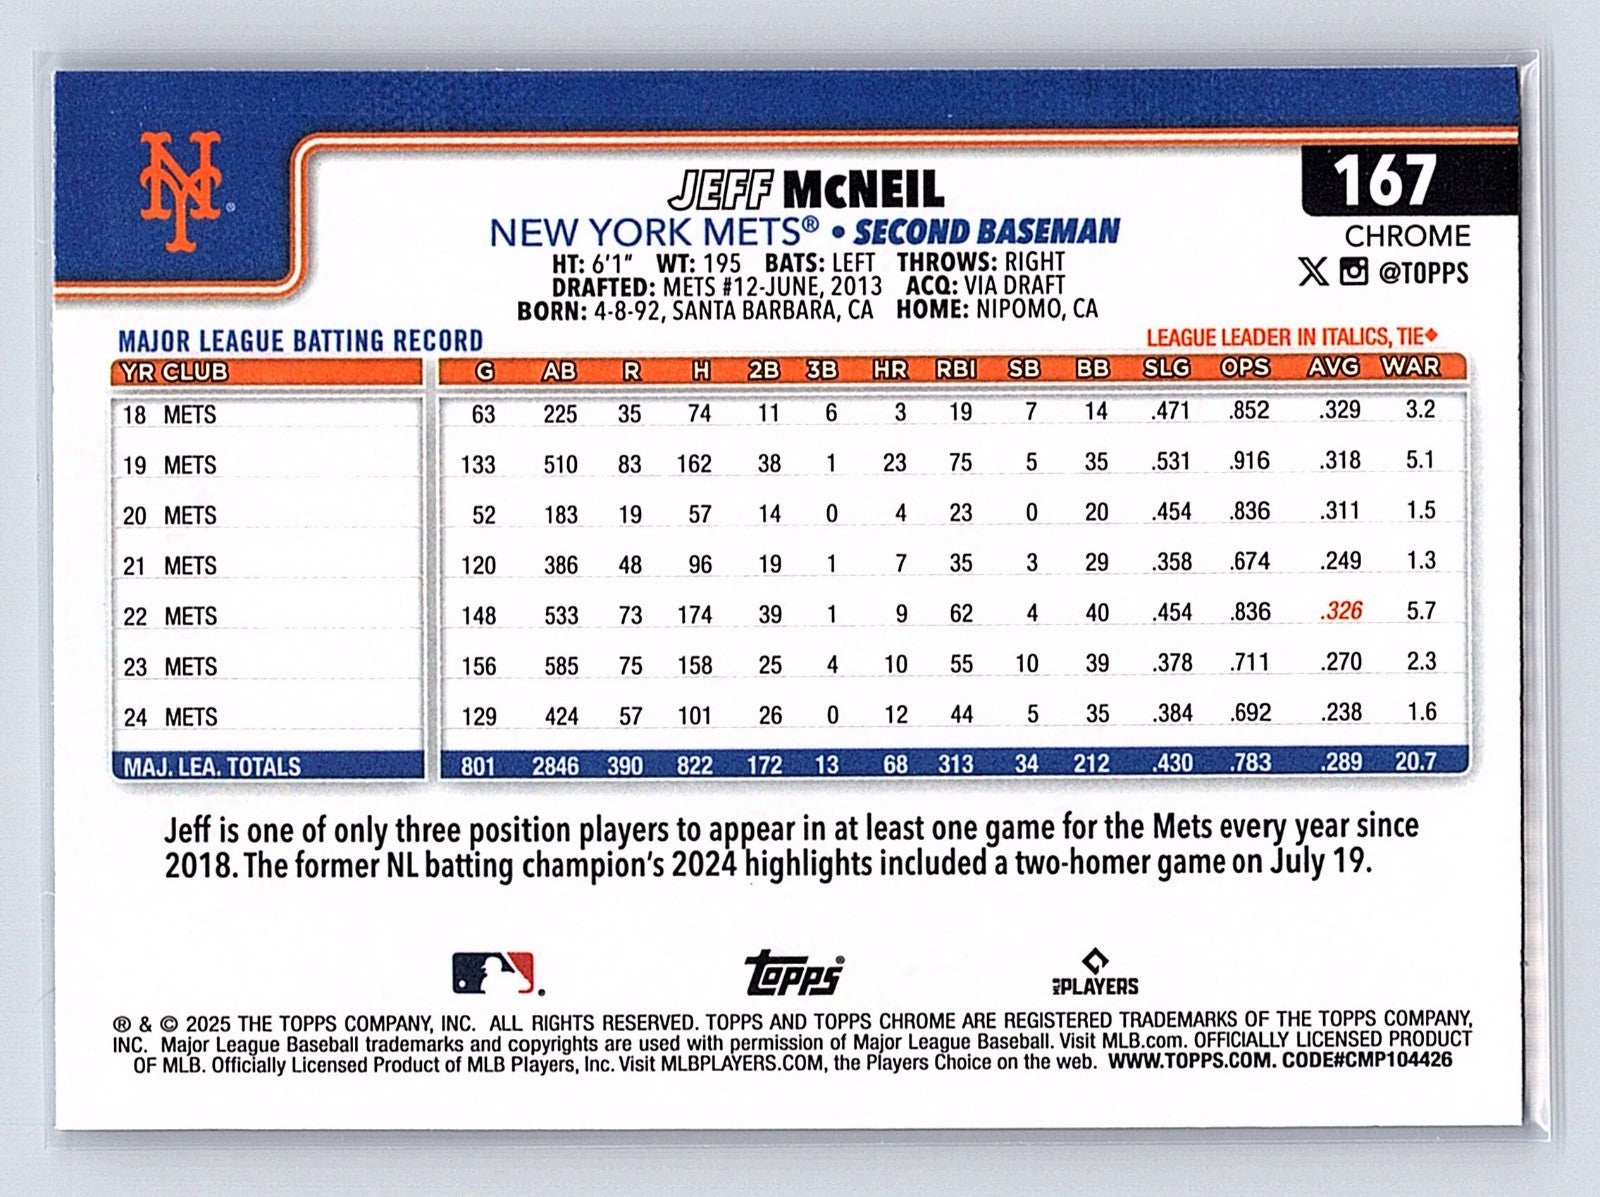 NY
JEFF McNEIL
167
NEW YORK METS® • SECOND BASEMAN
CHROME
HT: 6'1" WT: 195 BATS: LEFT THROWS: RIGHT
@TOPPS
DRAFTED: METS #12-JUNE, 2013 ACQ: VIA DRAFT
BORN: 4-8-92, SANTA BARBARA, CA HOME: NIPOMO, CA
MAJOR LEAGUE BATTING RECORD LEAGUE LEADER IN ITALICS, TIE◆
YR CLUB G AB R H 2B 3B HR RBI SB BB SLG OPS AVG WAR
18 METS 63 225 35 74 11 6 3 19 7 14 .471 .852 .329 3.2
19 METS 133 510 83 162 38 1 23 75 5 35 .531 .916 .318 5.1
20 METS 52 183 19 57 14 0 4 23 0 20 .454 .836 .311 1.5
21 METS 120 386 48 96 19 1 7 35 3 29 .358 .674 .249 1.3
22 METS 148 533 73 174 39 1 9 62 4 40 .454 .836 .326 5.7
23 METS 156 585 75 158 25 4 10 55 10 39 .378 .711 .270 2.3
24 METS 129 424 57 101 26 0 12 44 5 35 .384 .692 .238 1.6
MAJ. LEA. TOTALS 801 2846 390 822 172 13 68 313 34 212 .430 .783 .289 20.7
Jeff is one of only three position players to appear in at least one game for the Mets every year since
2018. The former NL batting champion's 2024 highlights included a two-homer game on July 19.
Topps® MLBPLAYERS
® & © 2025 THE TOPPS COMPANY, INC. ALL RIGHTS RESERVED. TOPPS AND TOPPS CHROME ARE REGISTERED TRADEMARKS OF THE TOPPS COMPANY,
INC. Major League Baseball trademarks and copyrights are used with permission of Major League Baseball. Visit MLB.com. OFFICIALLY LICENSED PRODUCT
OF MLB. Officially Licensed Product of MLB Players, Inc. Visit MLBPLAYERS.COM, the Players Choice on the web. WWW.TOPPS.COM. CODE#CMP104426